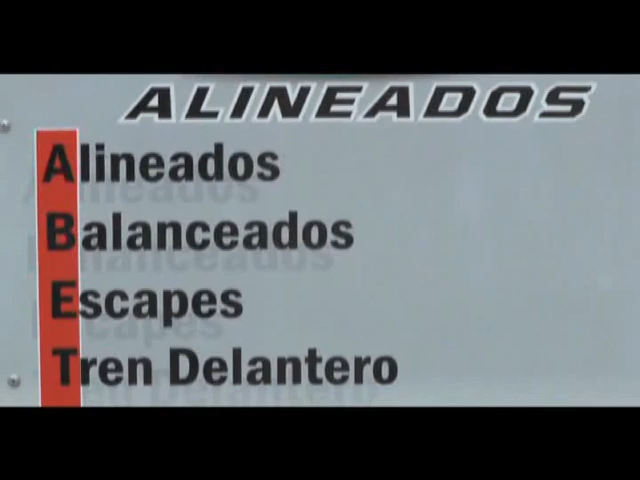 ALINEADOS
Alineados
Balanceados
Escapes
Tren Delantero